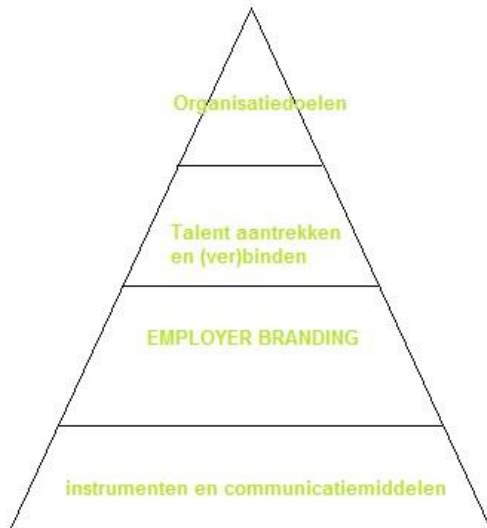 Organisatiedoelen
Talent aantrekken
en (ver)binden
EMPLOYER BRANDING
instrumenten en communicatiemiddelen